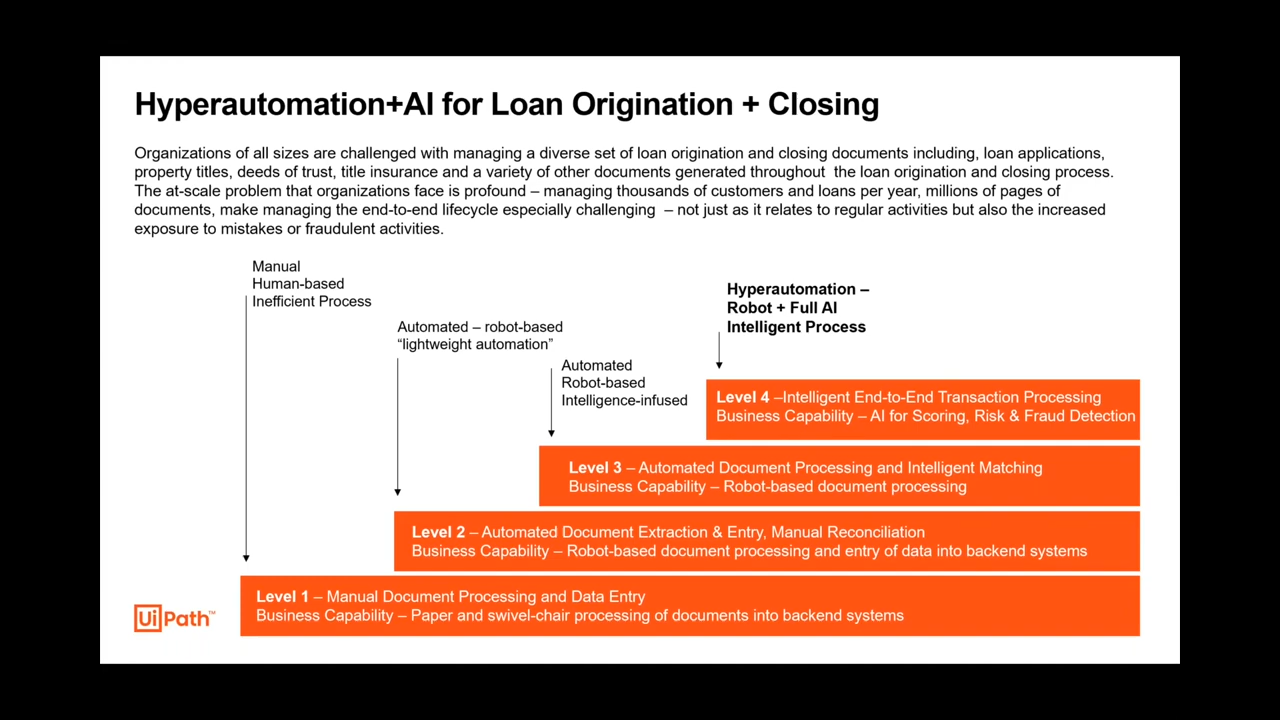 Hyperautomation+AI for Loan Origination + Closing
Organizations of all sizes are challenged with managing a diverse set of loan origination and closing documents including, loan applications,
property titles, deeds of trust, title insurance and a variety of other documents generated throughout  the loan origination and closing process.
The at-scale problem that organizations face is profound – managing thousands of customers and loans per year, millions of pages of
documents, make managing the end-to-end lifecycle especially challenging  – not just as it relates to regular activities but also the increased
exposure to mistakes or fraudulent activities.
Manual
Human-based
Inefficient Process
Automated – robot-based
“lightweight automation”
Automated
Robot-based
Intelligence-infused
Hyperautomation –
Robot + Full AI
Intelligent Process
Level 4 –Intelligent End-to-End Transaction Processing
Business Capability – AI for Scoring, Risk & Fraud Detection
Level 3 – Automated Document Processing and Intelligent Matching
Business Capability – Robot-based document processing
Level 2 – Automated Document Extraction & Entry, Manual Reconciliation
Business Capability – Robot-based document processing and entry of data into backend systems
Level 1 – Manual Document Processing and Data Entry
Business Capability – Paper and swivel-chair processing of documents into backend systems
UiPath™